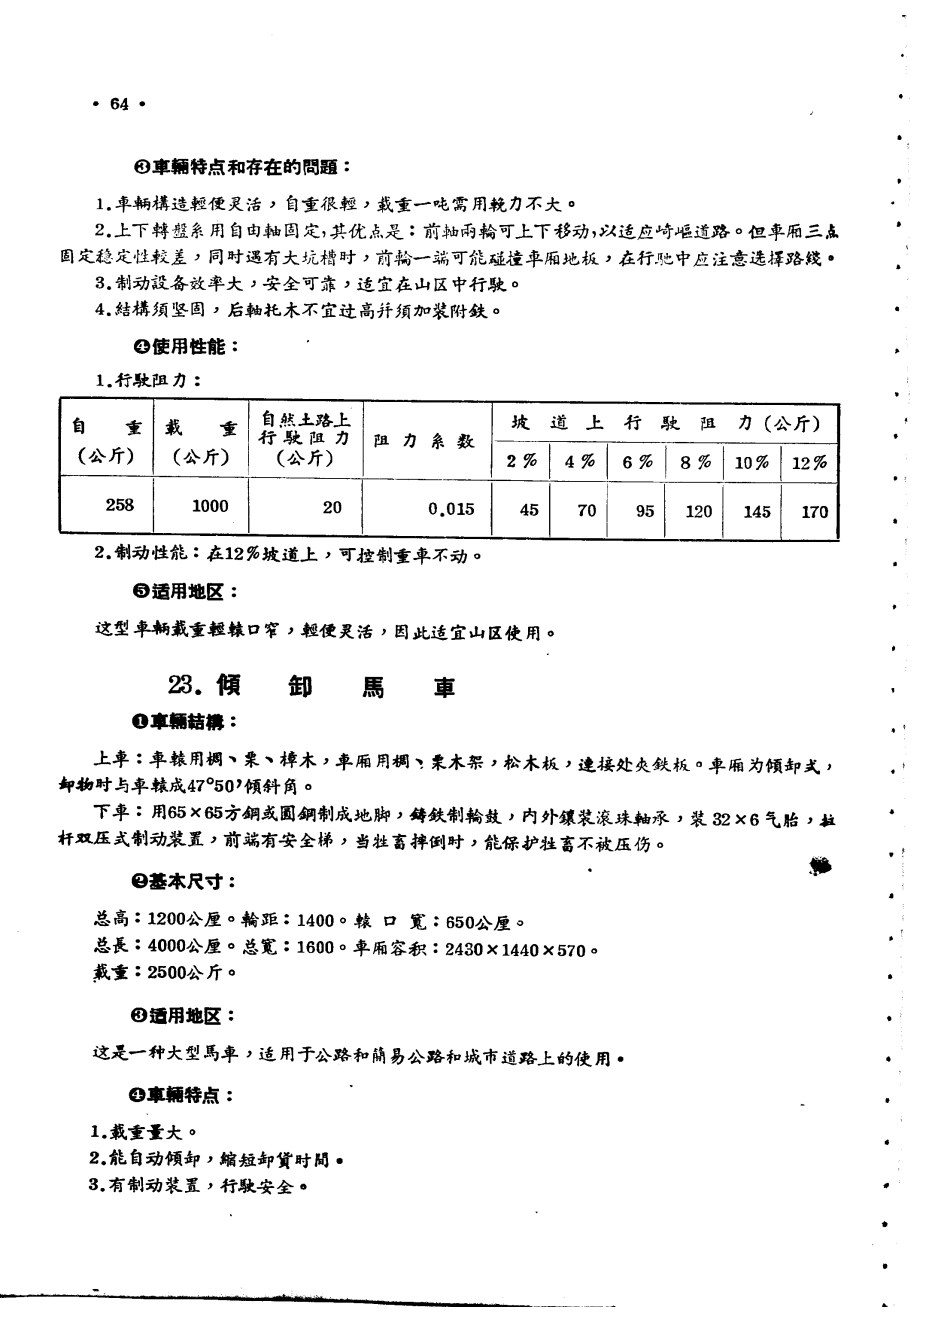 • 64 •
❸車輛特点和存在的問題：
1.車輛構造輕便灵活，自重很輕，載重一吨需用輓力不大。
2.上下轉盤系用自由軸固定,其优点是：前軸兩輪可上下移动,以适应崎嶇道路。但車厢三点
固定稳定性較差，同时遇有大坑槽时，前輪一端可能碰撞車厢地板，在行驰中应注意选擇路綫。
3.制动設备效率大，安全可靠，适宜在山区中行駛。
4.結構須坚固，后軸托木不宜过高幷須加装附鉄。
❹使用性能：
1.行駛阻力：
自　重（公斤） 載　重（公斤） 自然土路上行駛阻力（公斤） 阻力系数 坡道上行駛阻力（公斤）
2% 4% 6% 8% 10% 12%
258 1000 20 0.015 45 70 95 120 145 170
2.制动性能：在12%坡道上，可控制重車不动。
❺适用地区：
这型車輛載重輕轅口窄，輕便灵活，因此适宜山区使用。
23. 傾卸馬車
❶車輛結構：
上車：車轅用椆、栗、樟木，車厢用椆、栗木架，松木板，連接处夾鉄板。車厢为傾卸式，
卸物时与車轅成47°50′傾斜角。
下車：用65×65方鋼或圓鋼制成地脚，鑄鉄制輪鼓，内外鑲装滚珠軸承，装32×6气胎，拉
杆双压式制动装置，前端有安全梯，当牲畜摔倒时，能保护牲畜不被压伤。
❷基本尺寸：
总高：1200公厘。輪距：1400。轅口寬：650公厘。
总長：4000公厘。总寬：1600。車厢容积：2430×1440×570。
載重：2500公斤。
❸适用地区：
这是一种大型馬車，适用于公路和简易公路和城市道路上的使用。
❹車輛特点：
1.載重量大。
2.能自动傾卸，縮短卸貨时間。
3.有制动装置，行駛安全。